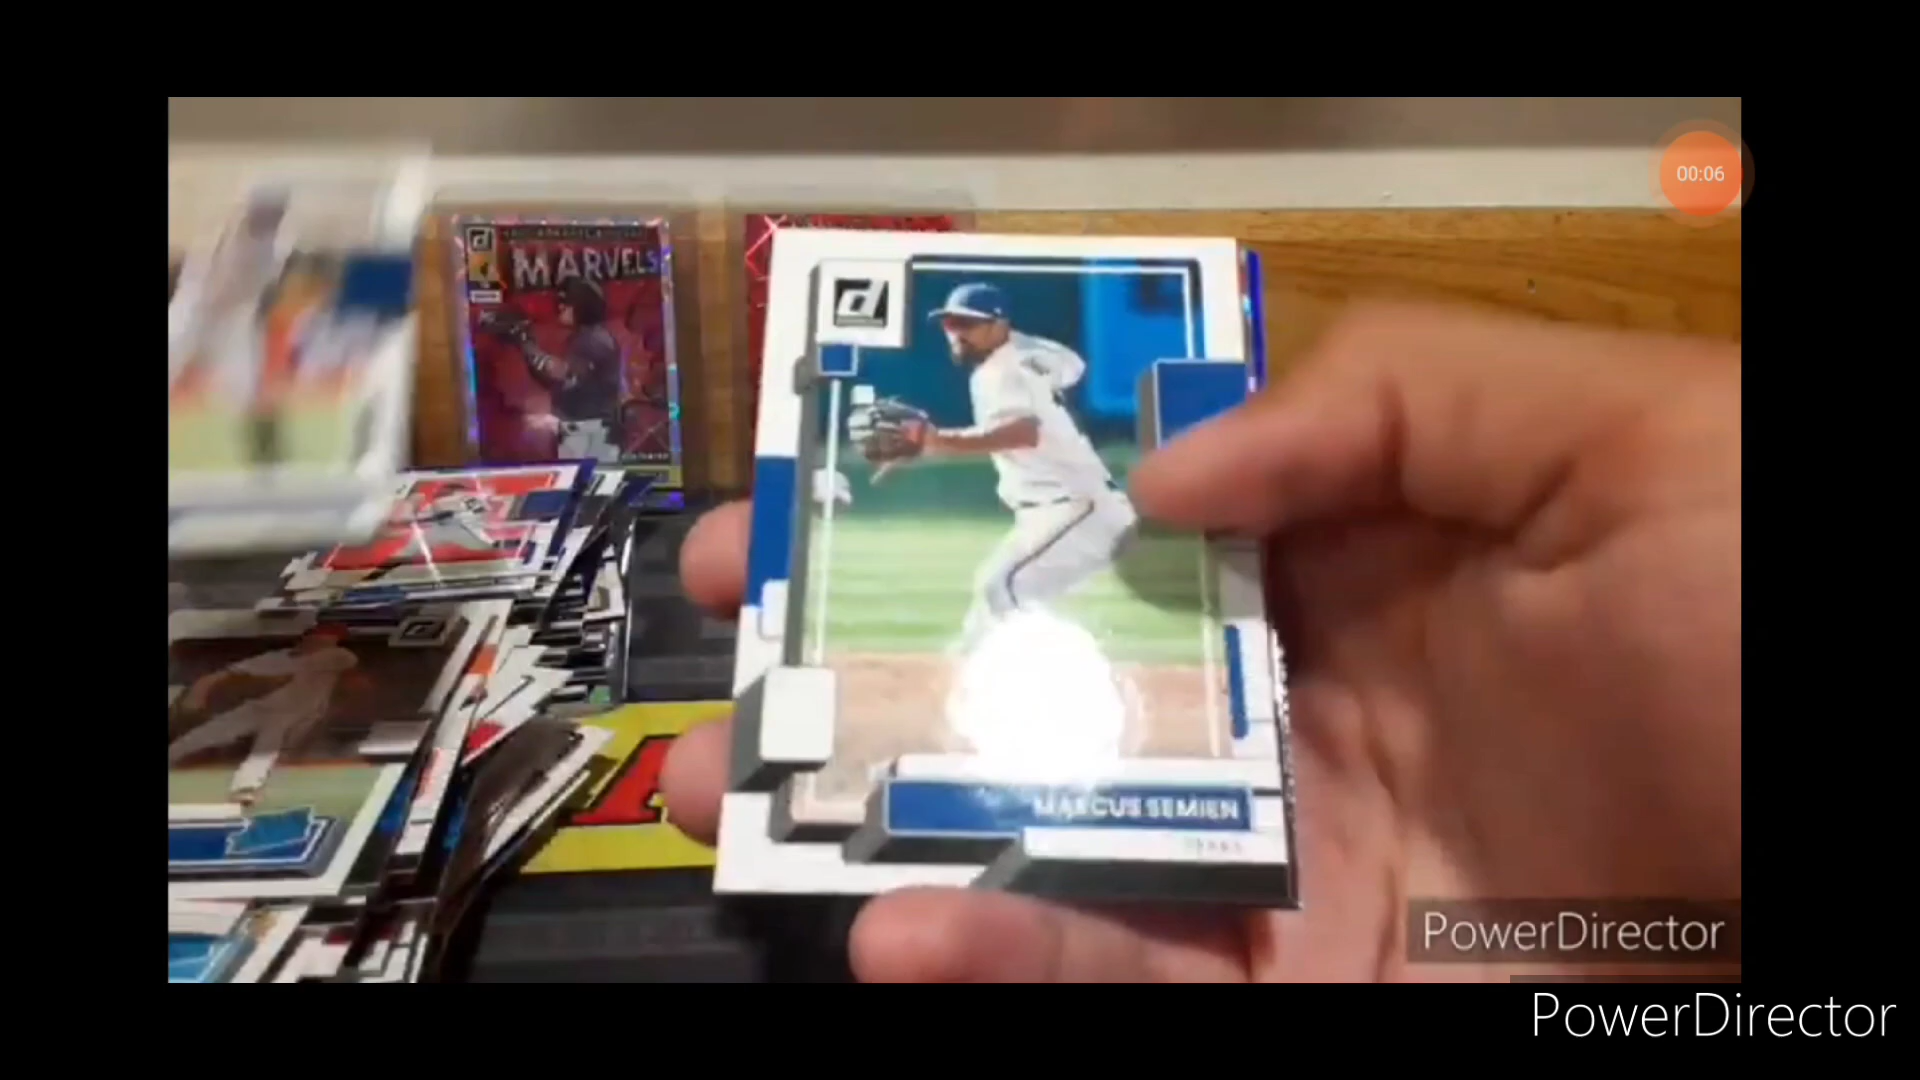 00:06
MARVELS
d
d
MARCUS SEMIEN
PowerDirector
PowerDirector